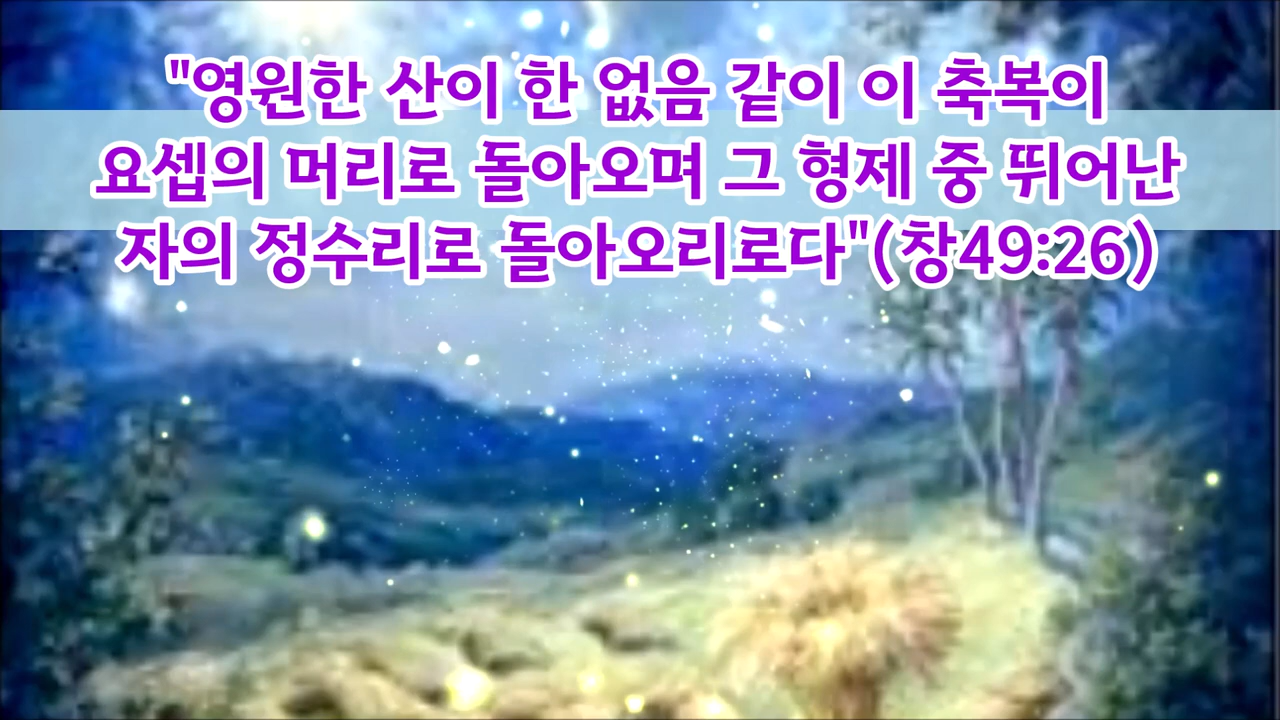 "영원한 산이 한 없음 같이 이 축복이
요셉의 머리로 돌아오며 그 형제 중 뛰어난
자의 정수리로 돌아오리로다"(창49:26)